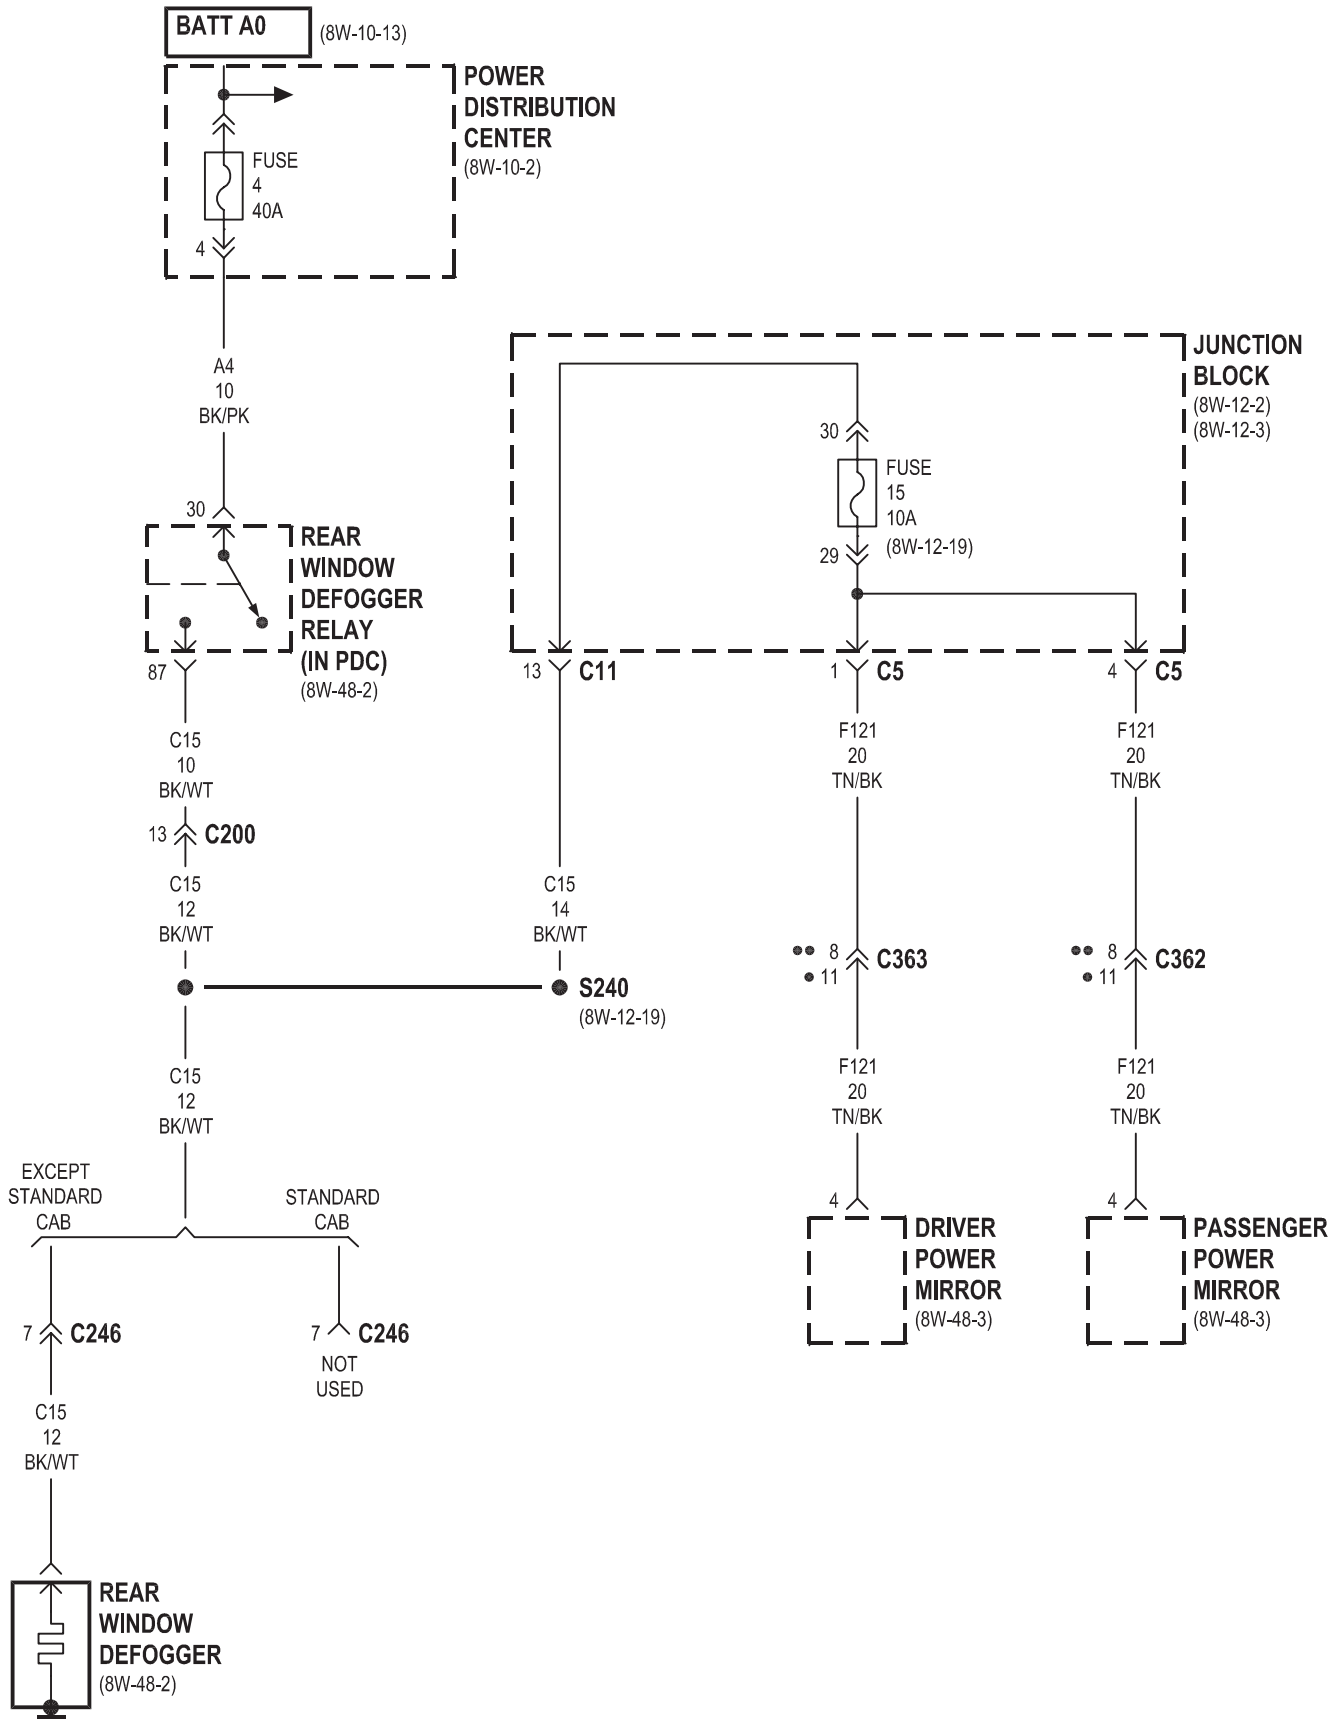 BATT A0
(8W-10-13)
POWER
DISTRIBUTION
CENTER
(8W-10-2)
FUSE
4
40A
4
A4
10
BK/PK
30
REAR
WINDOW
DEFOGGER
RELAY
(IN PDC)
(8W-48-2)
87
C15
10
BK/WT
13
C200
C15
12
BK/WT
JUNCTION
BLOCK
(8W-12-2)
(8W-12-3)
30
FUSE
15
10A
(8W-12-19)
29
13
C11
1
C5
4
C5
F121
20
TN/BK
F121
20
TN/BK
C15
14
BK/WT
S240
(8W-12-19)
8
11
C363
8
11
C362
F121
20
TN/BK
F121
20
TN/BK
C15
12
BK/WT
EXCEPT
STANDARD
CAB
STANDARD
CAB
4
DRIVER
POWER
MIRROR
(8W-48-3)
4
PASSENGER
POWER
MIRROR
(8W-48-3)
7
C246
7
C246
NOT
USED
C15
12
BK/WT
REAR
WINDOW
DEFOGGER
(8W-48-2)